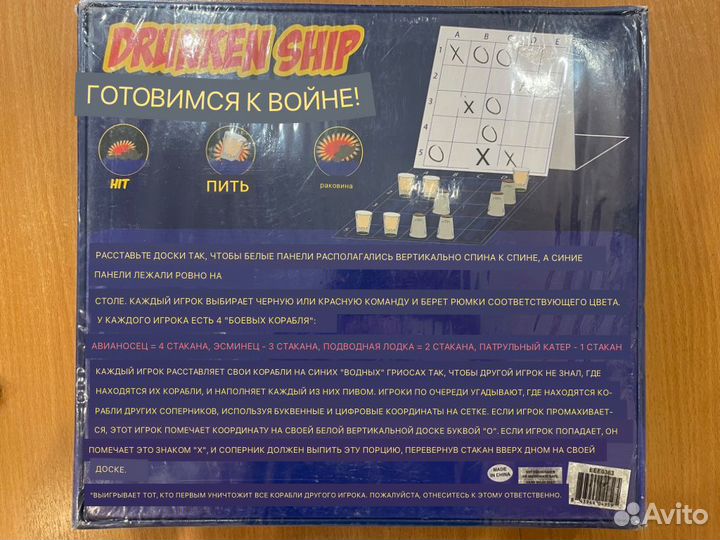 DRUNKEN SHIP
ГОТОВИМСЯ К ВОЙНЕ!
HIT
ПИТЬ
раковина
A B C D E
1 X O O
2
3 X O
4 O
5 O X X
РАССТАВЬТЕ ДОСКИ ТАК, ЧТОБЫ БЕЛЫЕ ПАНЕЛИ РАСПОЛАГАЛИСЬ ВЕРТИКАЛЬНО СПИНА К СПИНЕ, А СИНИЕ
ПАНЕЛИ ЛЕЖАЛИ РОВНО НА
СТОЛЕ. КАЖДЫЙ ИГРОК ВЫБИРАЕТ ЧЕРНУЮ ИЛИ КРАСНУЮ КОМАНДУ И БЕРЕТ РЮМКИ СООТВЕТСТВУЮЩЕГО ЦВЕТА.
У КАЖДОГО ИГРОКА ЕСТЬ 4 "БОЕВЫХ КОРАБЛЯ":
АВИАНОСЕЦ = 4 СТАКАНА, ЭСМИНЕЦ - 3 СТАКАНА, ПОДВОДНАЯ ЛОДКА = 2 СТАКАНА, ПАТРУЛЬНЫЙ КАТЕР - 1 СТАКАН
КАЖДЫЙ ИГРОК РАССТАВЛЯЕТ СВОИ КОРАБЛИ НА СИНИХ "ВОДНЫХ" ГРИОСАХ ТАК, ЧТОБЫ ДРУГОЙ ИГРОК НЕ ЗНАЛ, ГДЕ
НАХОДЯТСЯ ИХ КОРАБЛИ, И НАПОЛНЯЕТ КАЖДЫЙ ИЗ НИХ ПИВОМ. ИГРОКИ ПО ОЧЕРЕДИ УГАДЫВАЮТ, ГДЕ НАХОДЯТСЯ КО-
РАБЛИ ДРУГИХ СОПЕРНИКОВ, ИСПОЛЬЗУЯ БУКВЕННЫЕ И ЦИФРОВЫЕ КООРДИНАТЫ НА СЕТКЕ. ЕСЛИ ИГРОК ПРОМАХИВАЕТ-
СЯ, ЭТОТ ИГРОК ПОМЕЧАЕТ КООРДИНАТУ НА СВОЕЙ БЕЛОЙ ВЕРТИКАЛЬНОЙ ДОСКЕ БУКВОЙ "О". ЕСЛИ ИГРОК ПОПАДАЕТ, ОН
ПОМЕЧАЕТ ЭТО ЗНАКОМ "X", И СОПЕРНИК ДОЛЖЕН ВЫПИТЬ ЭТУ ПОРЦИЮ, ПЕРЕВЕРНУВ СТАКАН ВВЕРХ ДНОМ НА СВОЕЙ
ДОСКЕ.
MADE IN CHINA
EEE0363
"ВЫИГРЫВАЕТ ТОТ, КТО ПЕРВЫМ УНИЧТОЖИТ ВСЕ КОРАБЛИ ДРУГОГО ИГРОКА. ПОЖАЛУЙСТА, ОТНЕСИТЕСЬ К ЭТОМУ ОТВЕТСТВЕННО.
Avito